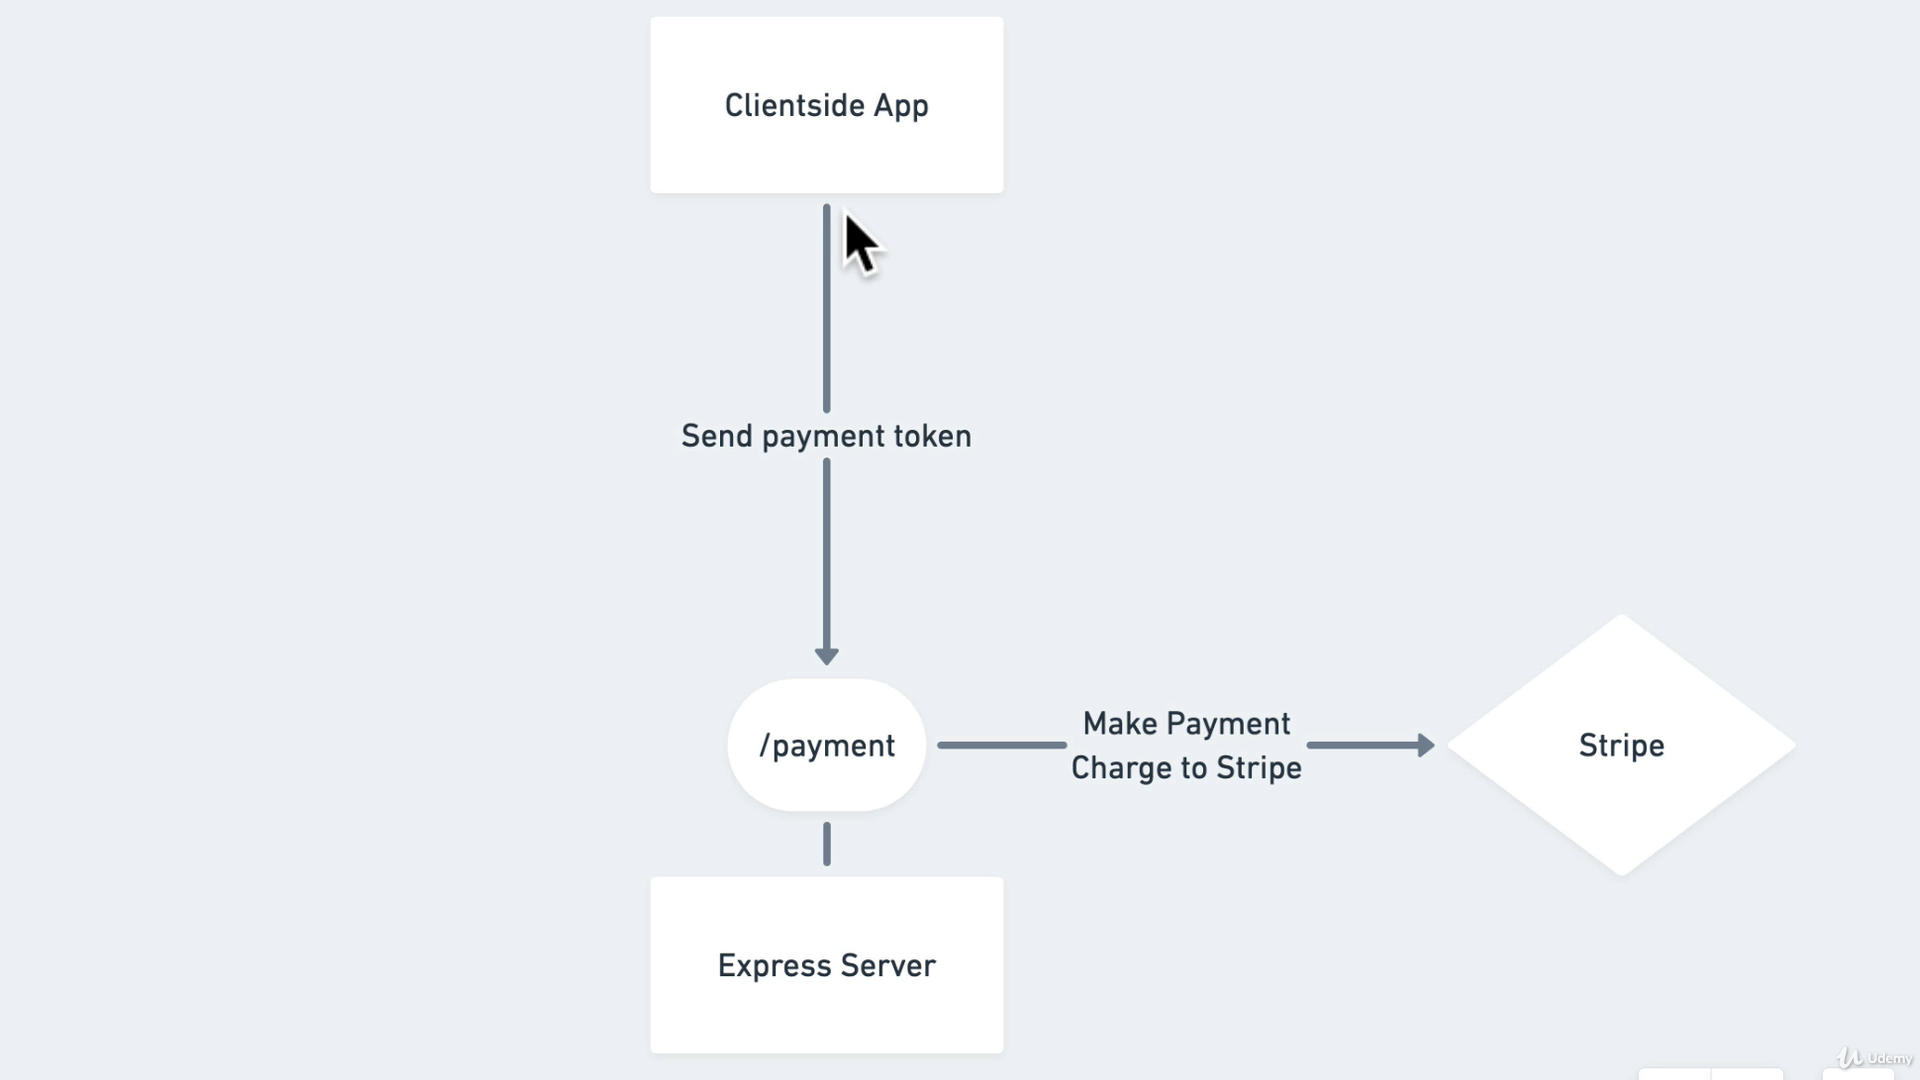 Clientside App
Send payment token
/payment
Make Payment
Charge to Stripe
Stripe
Express Server
Udemy